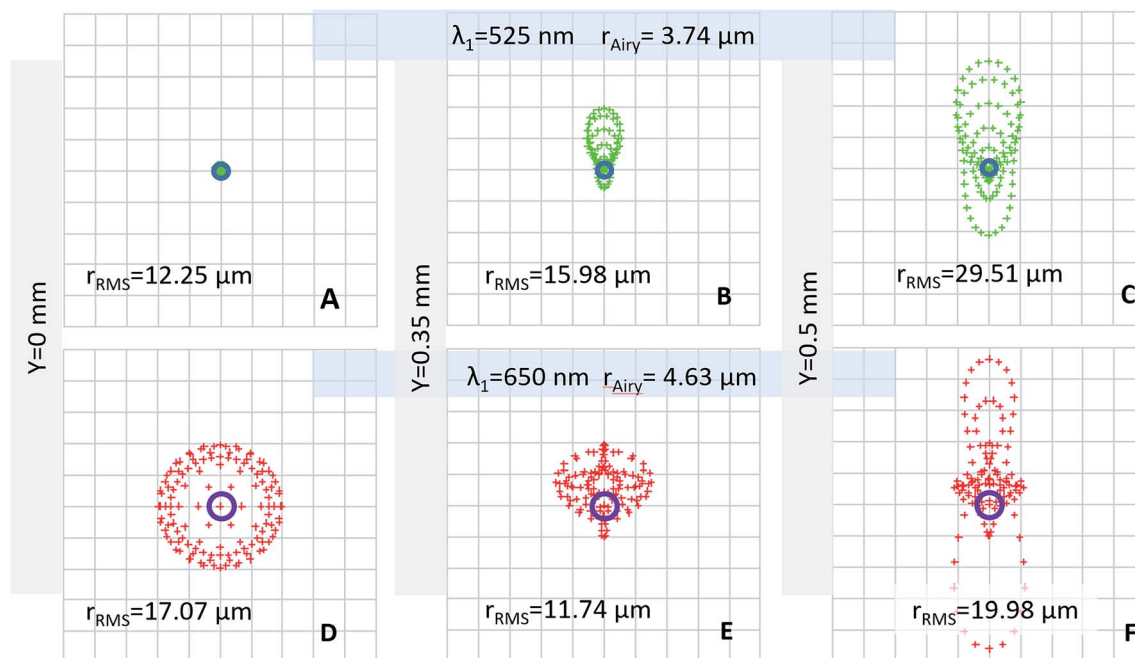 λ1=525 nm rAiry= 3.74 µm
Y=0 mm
rRMS=12.25 µm
A
Y=0.35 mm
rRMS=15.98 µm
B
Y=0.5 mm
rRMS=29.51 µm
C
λ1=650 nm rAiry= 4.63 µm
rRMS=17.07 µm
D
rRMS=11.74 µm
E
rRMS=19.98 µm
F